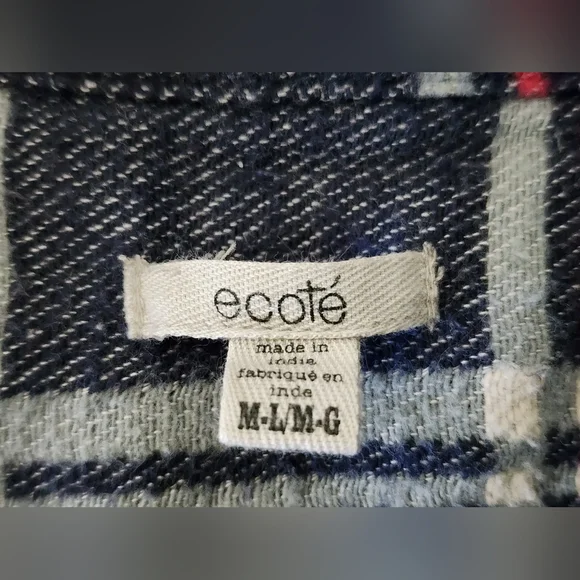 ecoté
made in
india
fabriqué en
inde
M-L/M-G